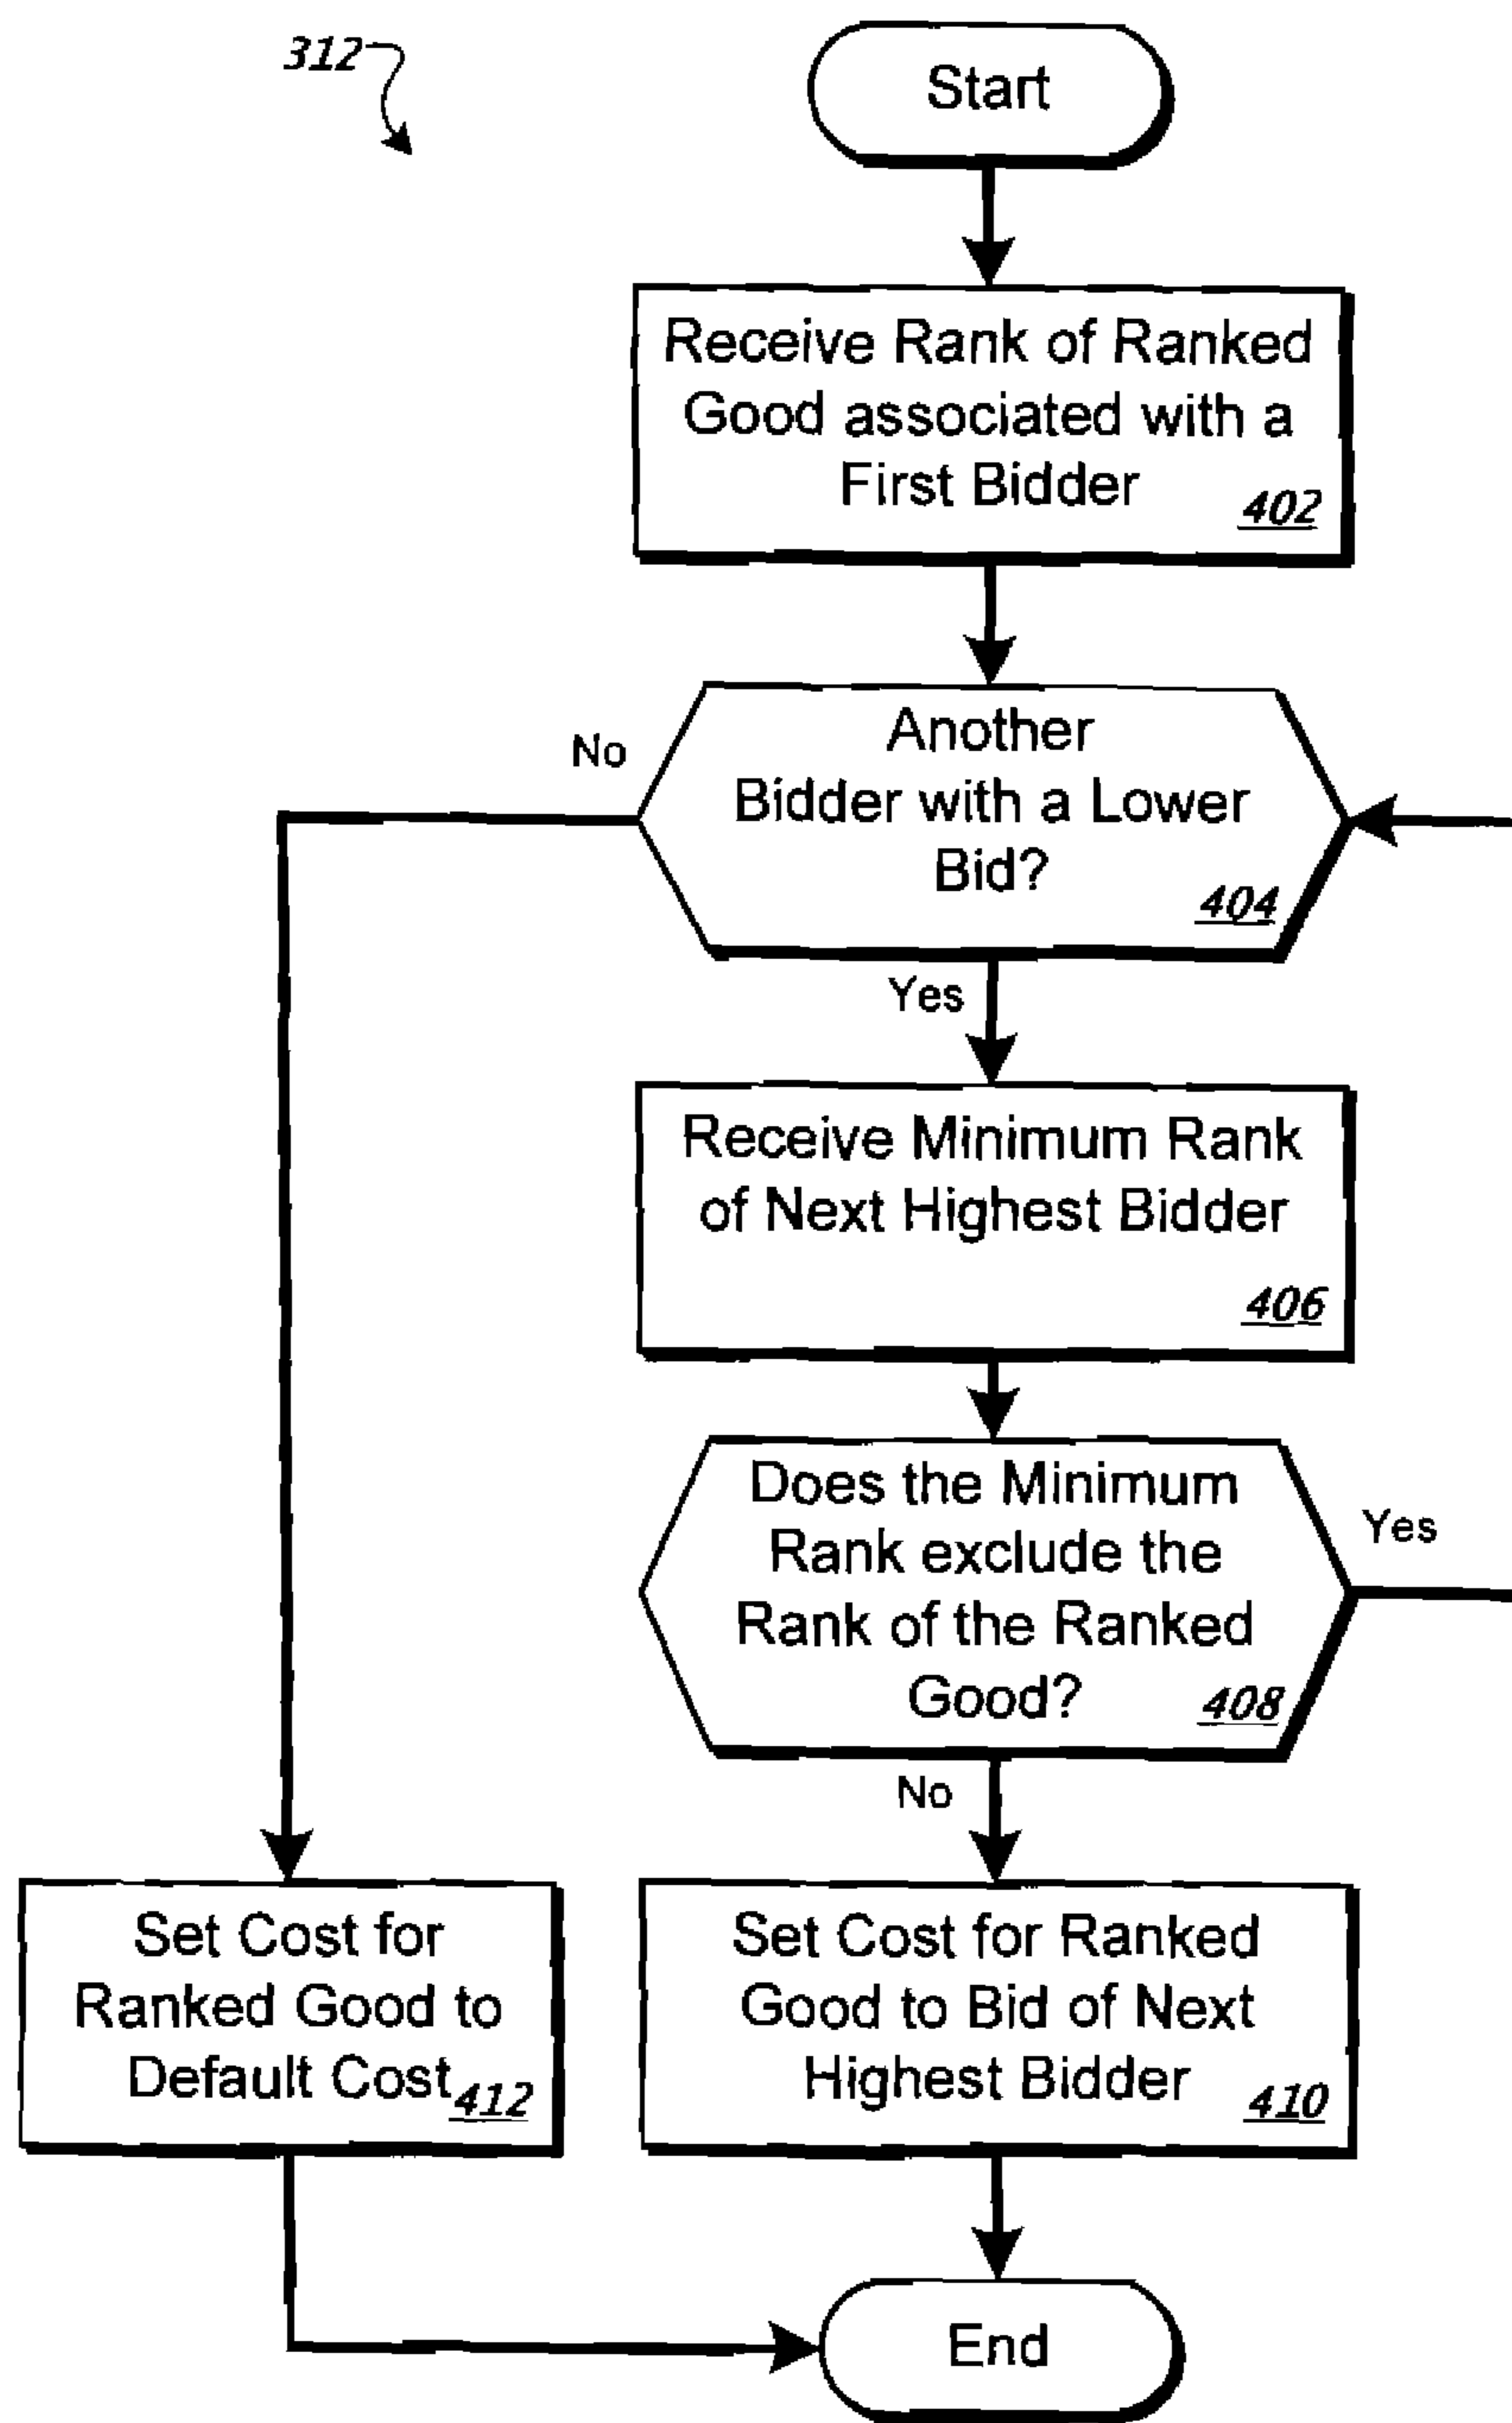 312
Start
Receive Rank of Ranked
Good associated with a
First Bidder
402
No
Another
Bidder with a Lower
Bid?
404
Yes
Receive Minimum Rank
of Next Highest Bidder
406
Does the Minimum
Rank exclude the
Rank of the Ranked
Good?
408
Yes
No
Set Cost for
Ranked Good to
Default Cost
412
Set Cost for Ranked
Good to Bid of Next
Highest Bidder
410
End